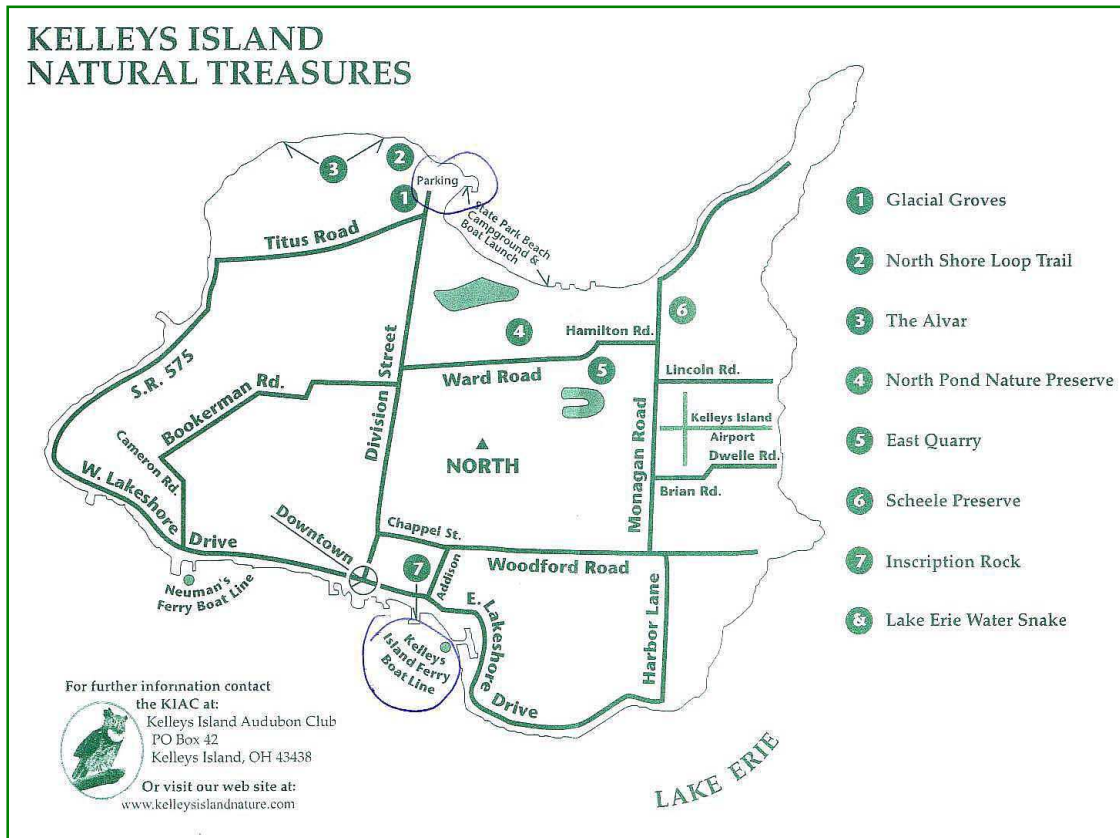 KELLEYS ISLAND
NATURAL TREASURES
3
2
1
Parking
State Park Beach
Campground &
Boat Launch
Titus Road
S.R. 575
Bookerman Rd.
Cameron Rd.
W. Lakeshore
Drive
Division Street
4
Hamilton Rd.
Ward Road
5
6
Lincoln Rd.
Kelleys Island
Airport
Dwelle Rd.
Brian Rd.
Monagan Road
NORTH
Downtown
Chappel St.
7
Addison
Woodford Road
E. Lakeshore
Drive
Harbor Lane
Neuman's
Ferry Boat Line
Kelleys
Island Ferry
Boat Line
LAKE ERIE
1 Glacial Groves
2 North Shore Loop Trail
3 The Alvar
4 North Pond Nature Preserve
5 East Quarry
6 Scheele Preserve
7 Inscription Rock
& Lake Erie Water Snake
For further information contact
the KIAC at:
Kelleys Island Audubon Club
PO Box 42
Kelleys Island, OH 43438
Or visit our web site at:
www.kelleysislandnature.com